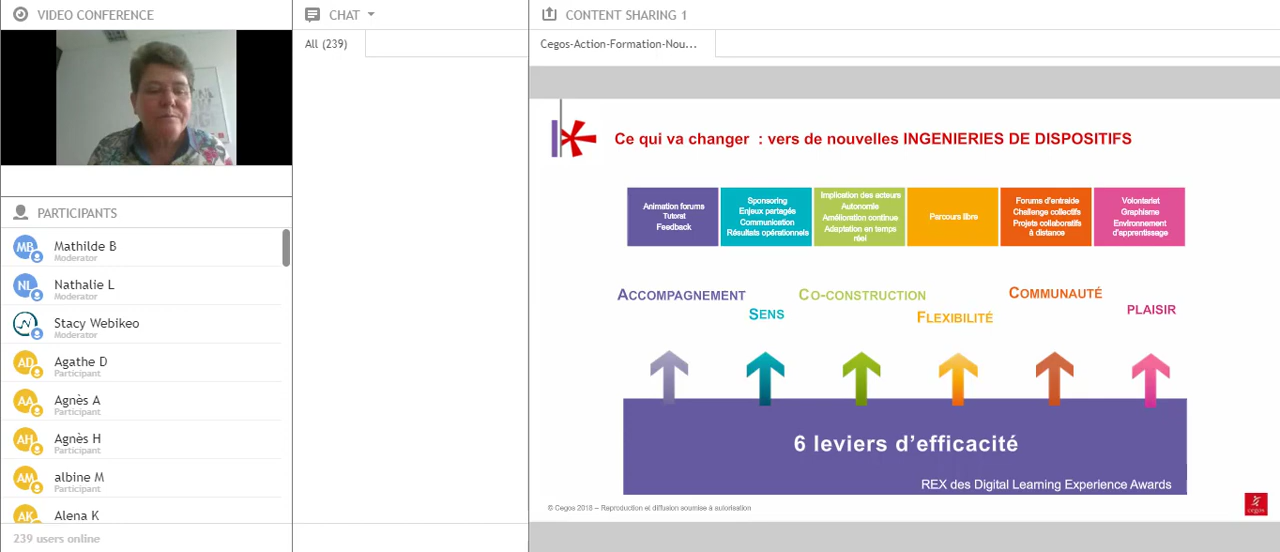 VIDEO CONFERENCE
PARTICIPANTS
MB
Mathilde B
Moderator
NL
Nathalie L
Moderator
Stacy Webikeo
Moderator
AD
Agathe D
Participant
AA
Agnès A
Participant
AH
Agnès H
Participant
AM
albine M
Participant
AK
Alena K
239 users online
CHAT
All (239)
CONTENT SHARING 1
Cegos-Action-Formation-Nou...
Ce qui va changer : vers de nouvelles INGENIERIES DE DISPOSITIFS
Animation forums
Tutorat
Feedback
Sponsoring
Enjeux partagés
Communication
Résultats opérationnels
Implication des acteurs
Autonomie
Amélioration continue
Adaptation en temps
réel
Parcours libre
Forums d'entraide
Challenge collectifs
Projets collaboratifs
à distance
Volontariat
Graphisme
Environnement
d'apprentissage
ACCOMPAGNEMENT
SENS
CO-CONSTRUCTION
FLEXIBILITÉ
COMMUNAUTÉ
PLAISIR
6 leviers d'efficacité
REX des Digital Learning Experience Awards
© Cegos 2018 – Reproduction et diffusion soumise à autorisation
cegos